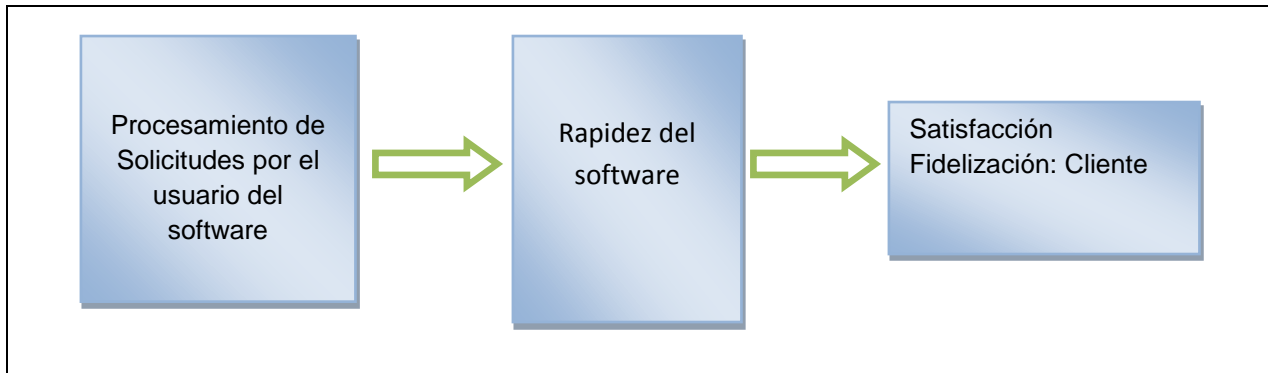 Procesamiento de
Solicitudes por el
usuario del
software
Rapidez del
software
Satisfacción
Fidelización: Cliente